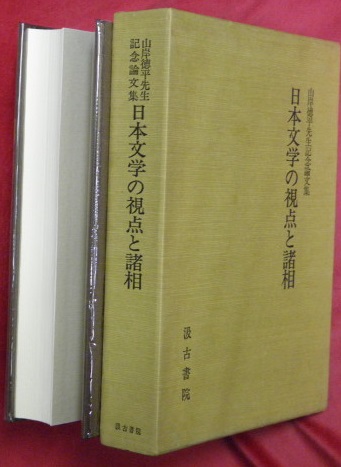 山岸徳平先生
記念論文集
日本文学の視点と諸相
汲古書院
山岸徳平先生記念論文集
日本文学の視点と諸相
汲古書院